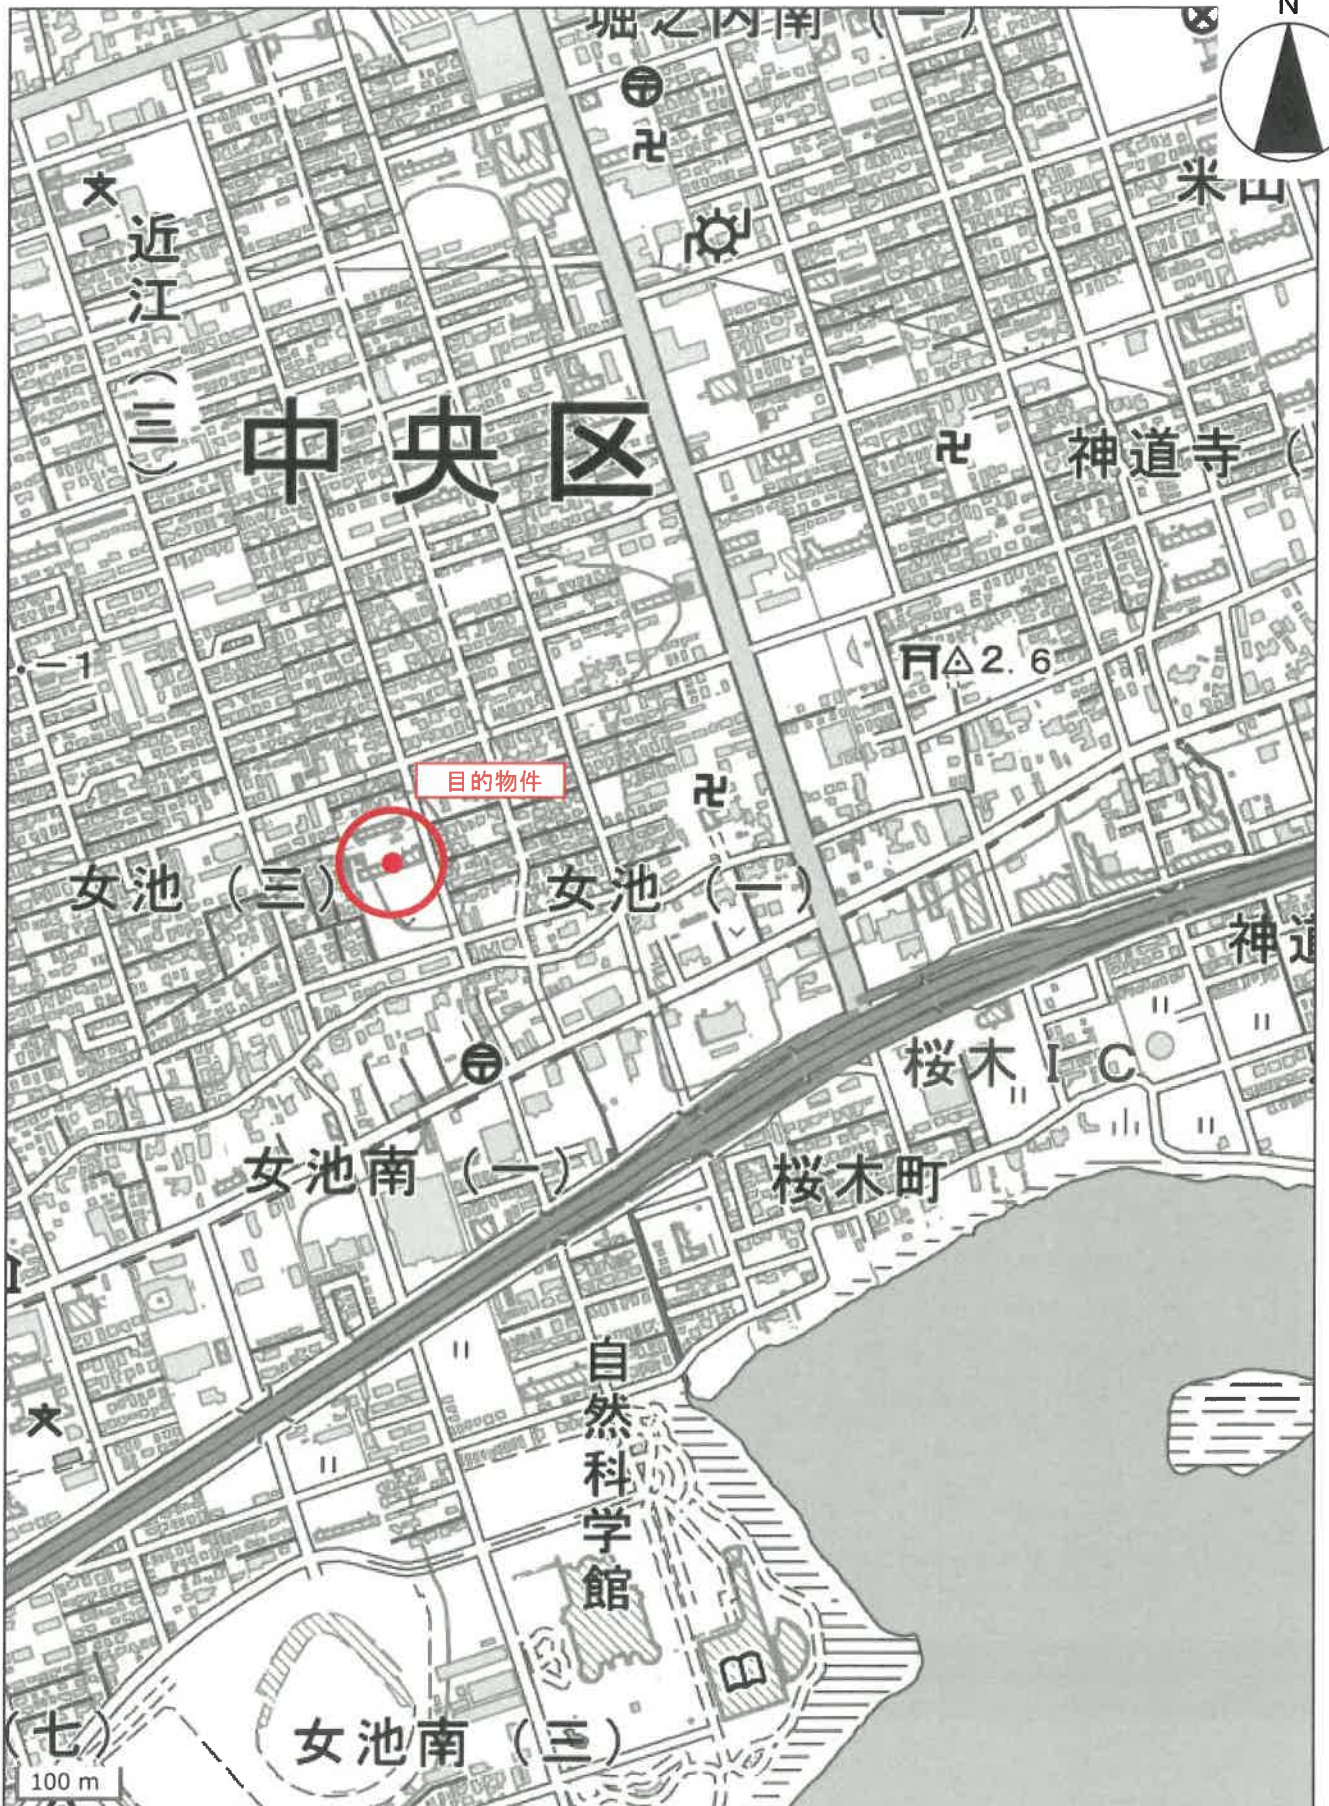 N
堀之内南（一）
米山
近江（三）
中央区
神道寺（
．－1
2.6
目的物件
女池（三）
女池（一）
神道
桜木IC
女池南（一）
桜木町
自然科学館
（七）
女池南（三）
100 m